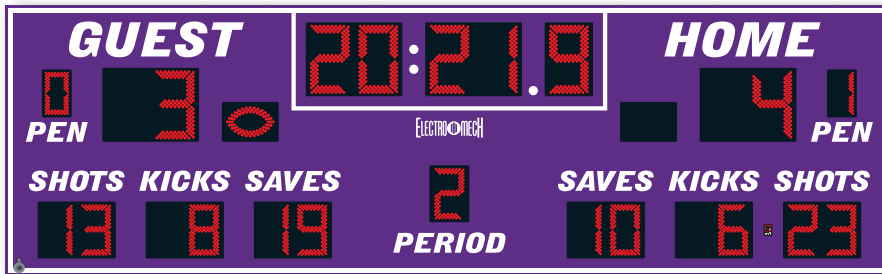 GUEST 20:21.9 HOME
0 3 4 1
PEN PEN
ELECTRO MECH
SHOTS KICKS SAVES 2 SAVES KICKS SHOTS
13 8 19 10 6 23
PERIOD